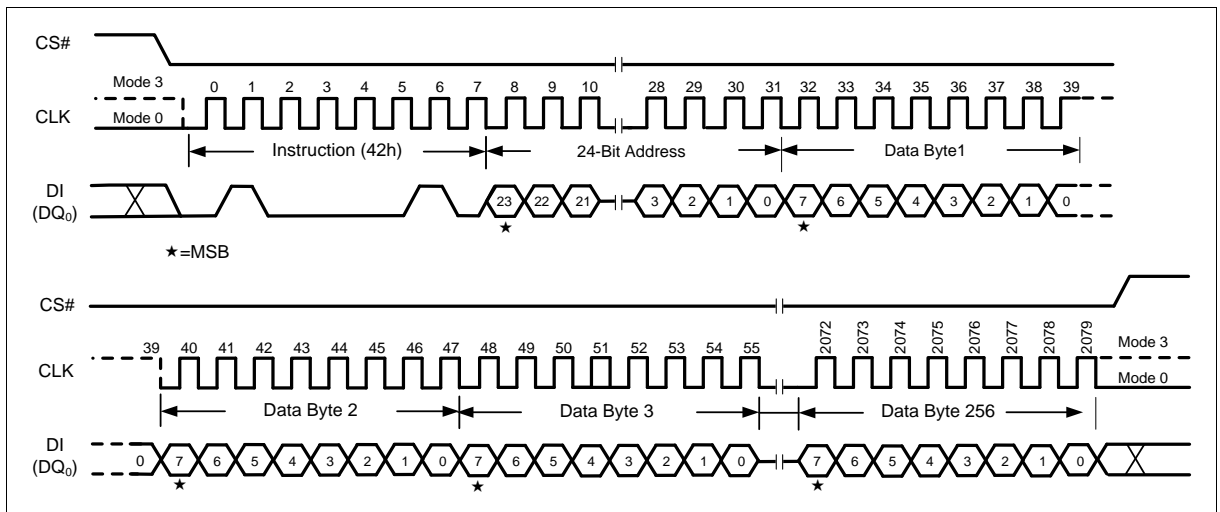 CS#
Mode 3
0 1 2 3 4 5 6 7 8 9 10 28 29 30 31 32 33 34 35 36 37 38 39
CLK
Mode 0
Instruction (42h) 24-Bit Address Data Byte1
DI
(DQ0)
23 22 21 3 2 1 0 7 6 5 4 3 2 1 0
★ ★
★=MSB
CS#
39 40 41 42 43 44 45 46 47 48 49 50 51 52 53 54 55 2072 2073 2074 2075 2076 2077 2078 2079
Mode 3
CLK
Mode 0
Data Byte 2 Data Byte 3 Data Byte 256
DI
(DQ0)
0 7 6 5 4 3 2 1 0 7 6 5 4 3 2 1 0 7 6 5 4 3 2 1 0
★ ★ ★